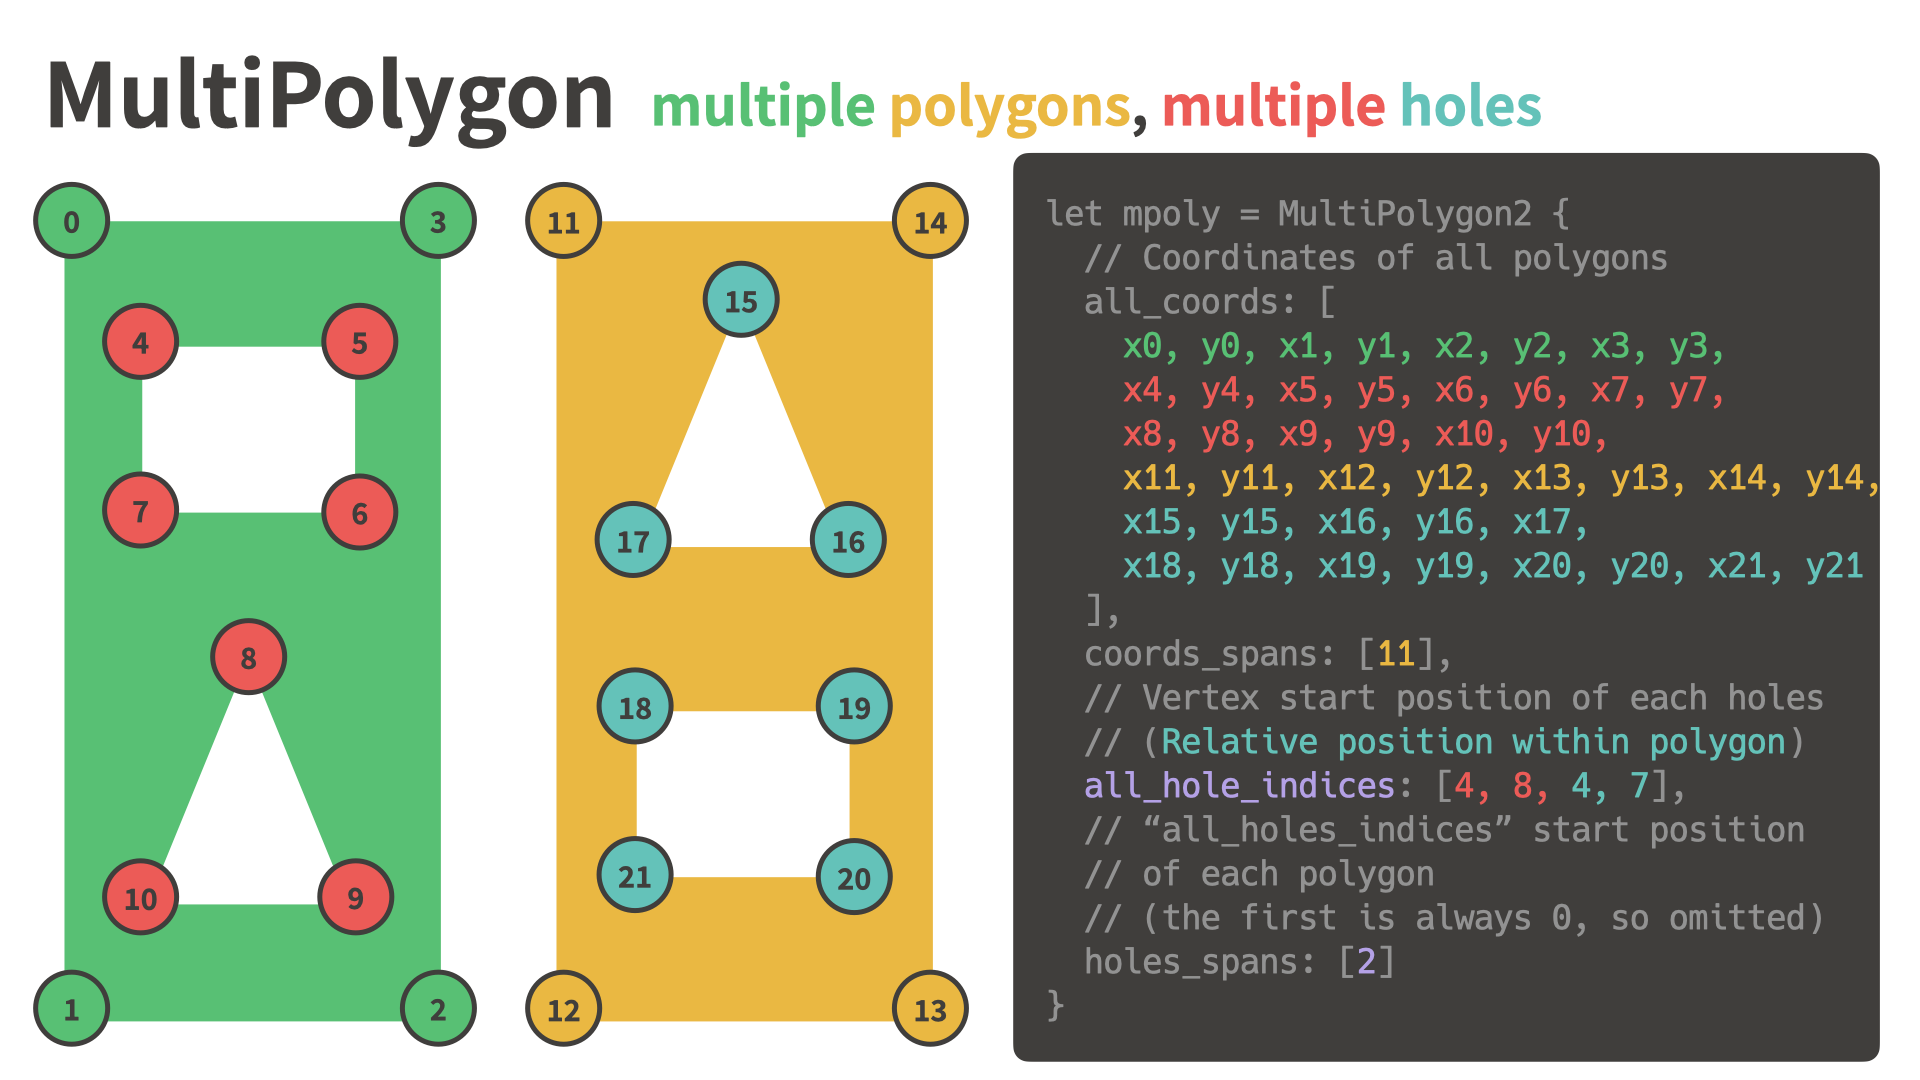 MultiPolygon multiple polygons, multiple holes
0
3
4
5
7
6
8
10
9
1
2
11
14
15
17
16
18
19
21
20
12
13
let mpoly = MultiPolygon2 {
// Coordinates of all polygons
all_coords: [
x0, y0, x1, y1, x2, y2, x3, y3,
x4, y4, x5, y5, x6, y6, x7, y7,
x8, y8, x9, y9, x10, y10,
x11, y11, x12, y12, x13, y13, x14, y14,
x15, y15, x16, y16, x17,
x18, y18, x19, y19, x20, y20, x21, y21
],
coords_spans: [11],
// Vertex start position of each holes
// (Relative position within polygon)
all_hole_indices: [4, 8, 4, 7],
// “all_holes_indices” start position
// of each polygon
// (the first is always 0, so omitted)
holes_spans: [2]
}